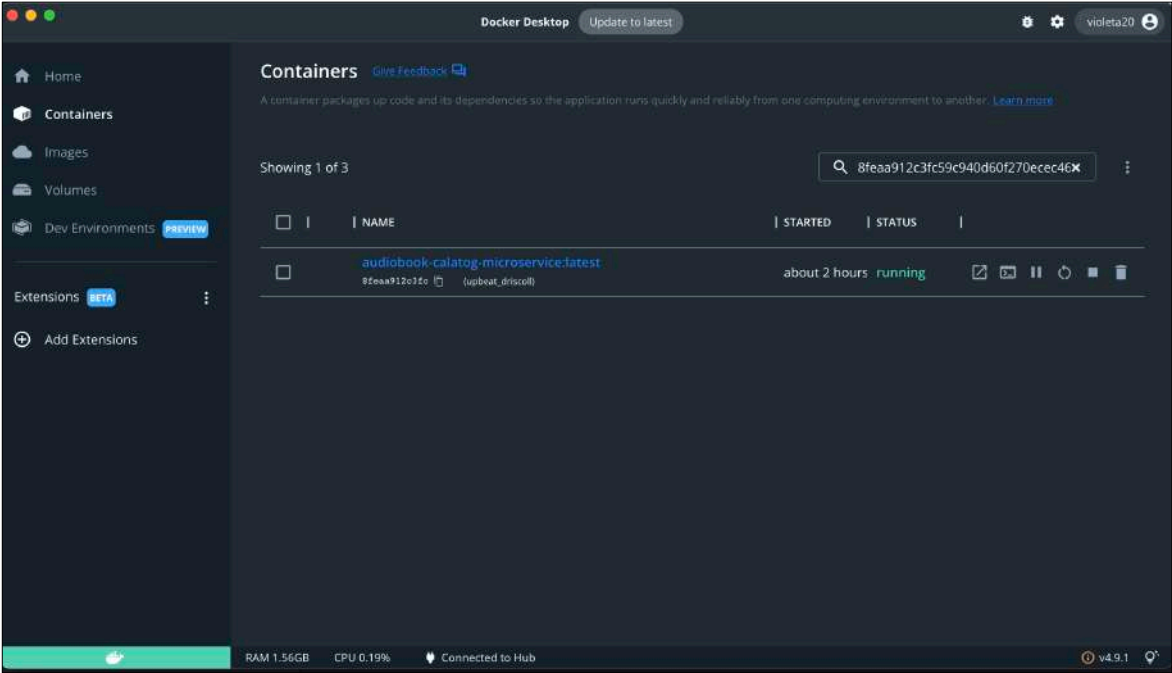 Docker Desktop Update to latest violeta20
Home
Containers
Images
Volumes
Dev Environments PREVIEW
Extensions BETA
Add Extensions
Containers Give Feedback
A container packages up code and its dependencies so the application runs quickly and reliably from one computing environment to another. Learn more
Showing 1 of 3
8feaa912c3fc59c940d60f270ecec46
NAME STARTED STATUS
audiobook-calatog-microservice:latest
8feaa912c3fc (upbeat_driscoll)
about 2 hours running
RAM 1.56GB CPU 0.19% Connected to Hub v4.9.1